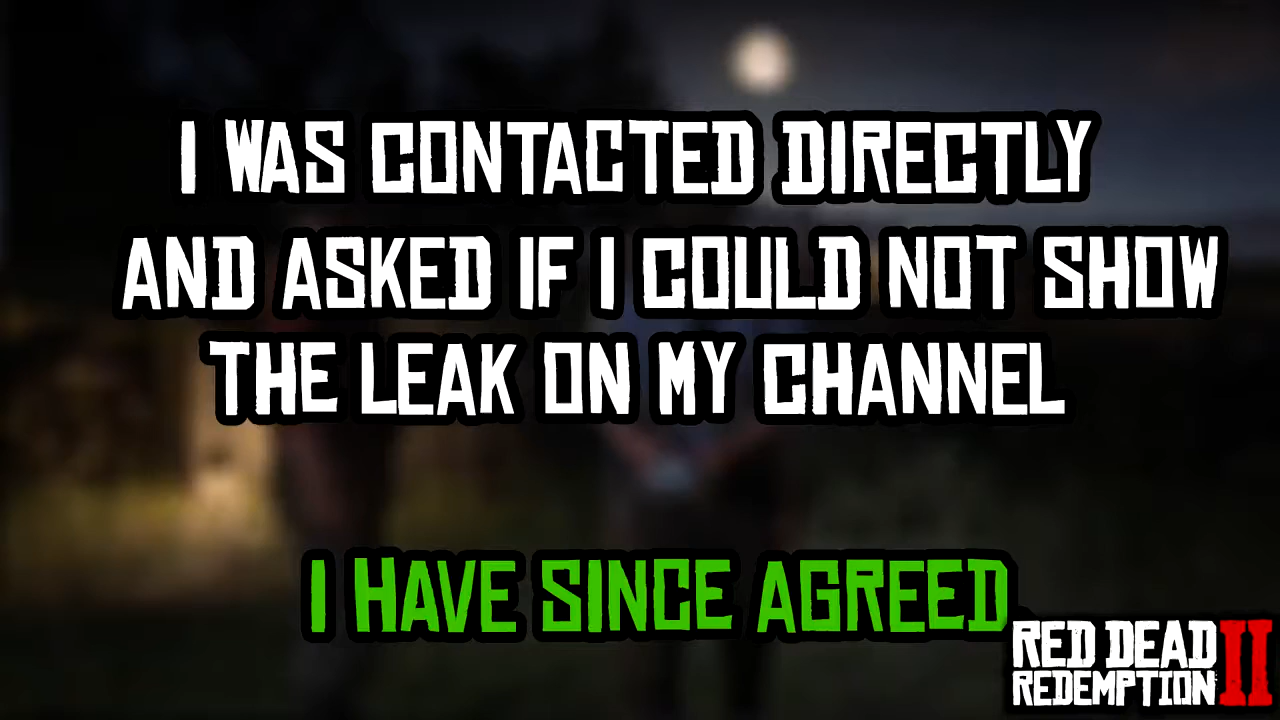 I WAS CONTACTED DIRECTLY
AND ASKED IF I COULD NOT SHOW
THE LEAK ON MY CHANNEL
I HAVE SINCE AGREED
RED DEAD
REDEMPTION II